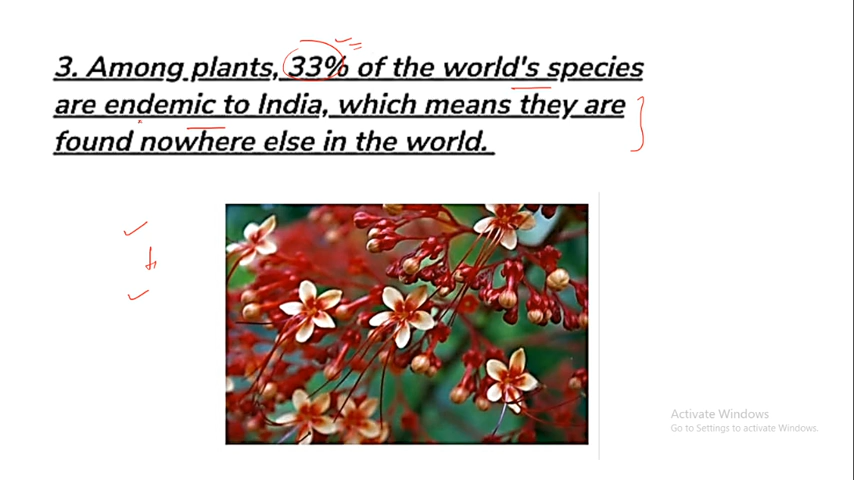 3. Among plants, 33% of the world's species
are endemic to India, which means they are
found nowhere else in the world.
Activate Windows
Go to Settings to activate Windows.